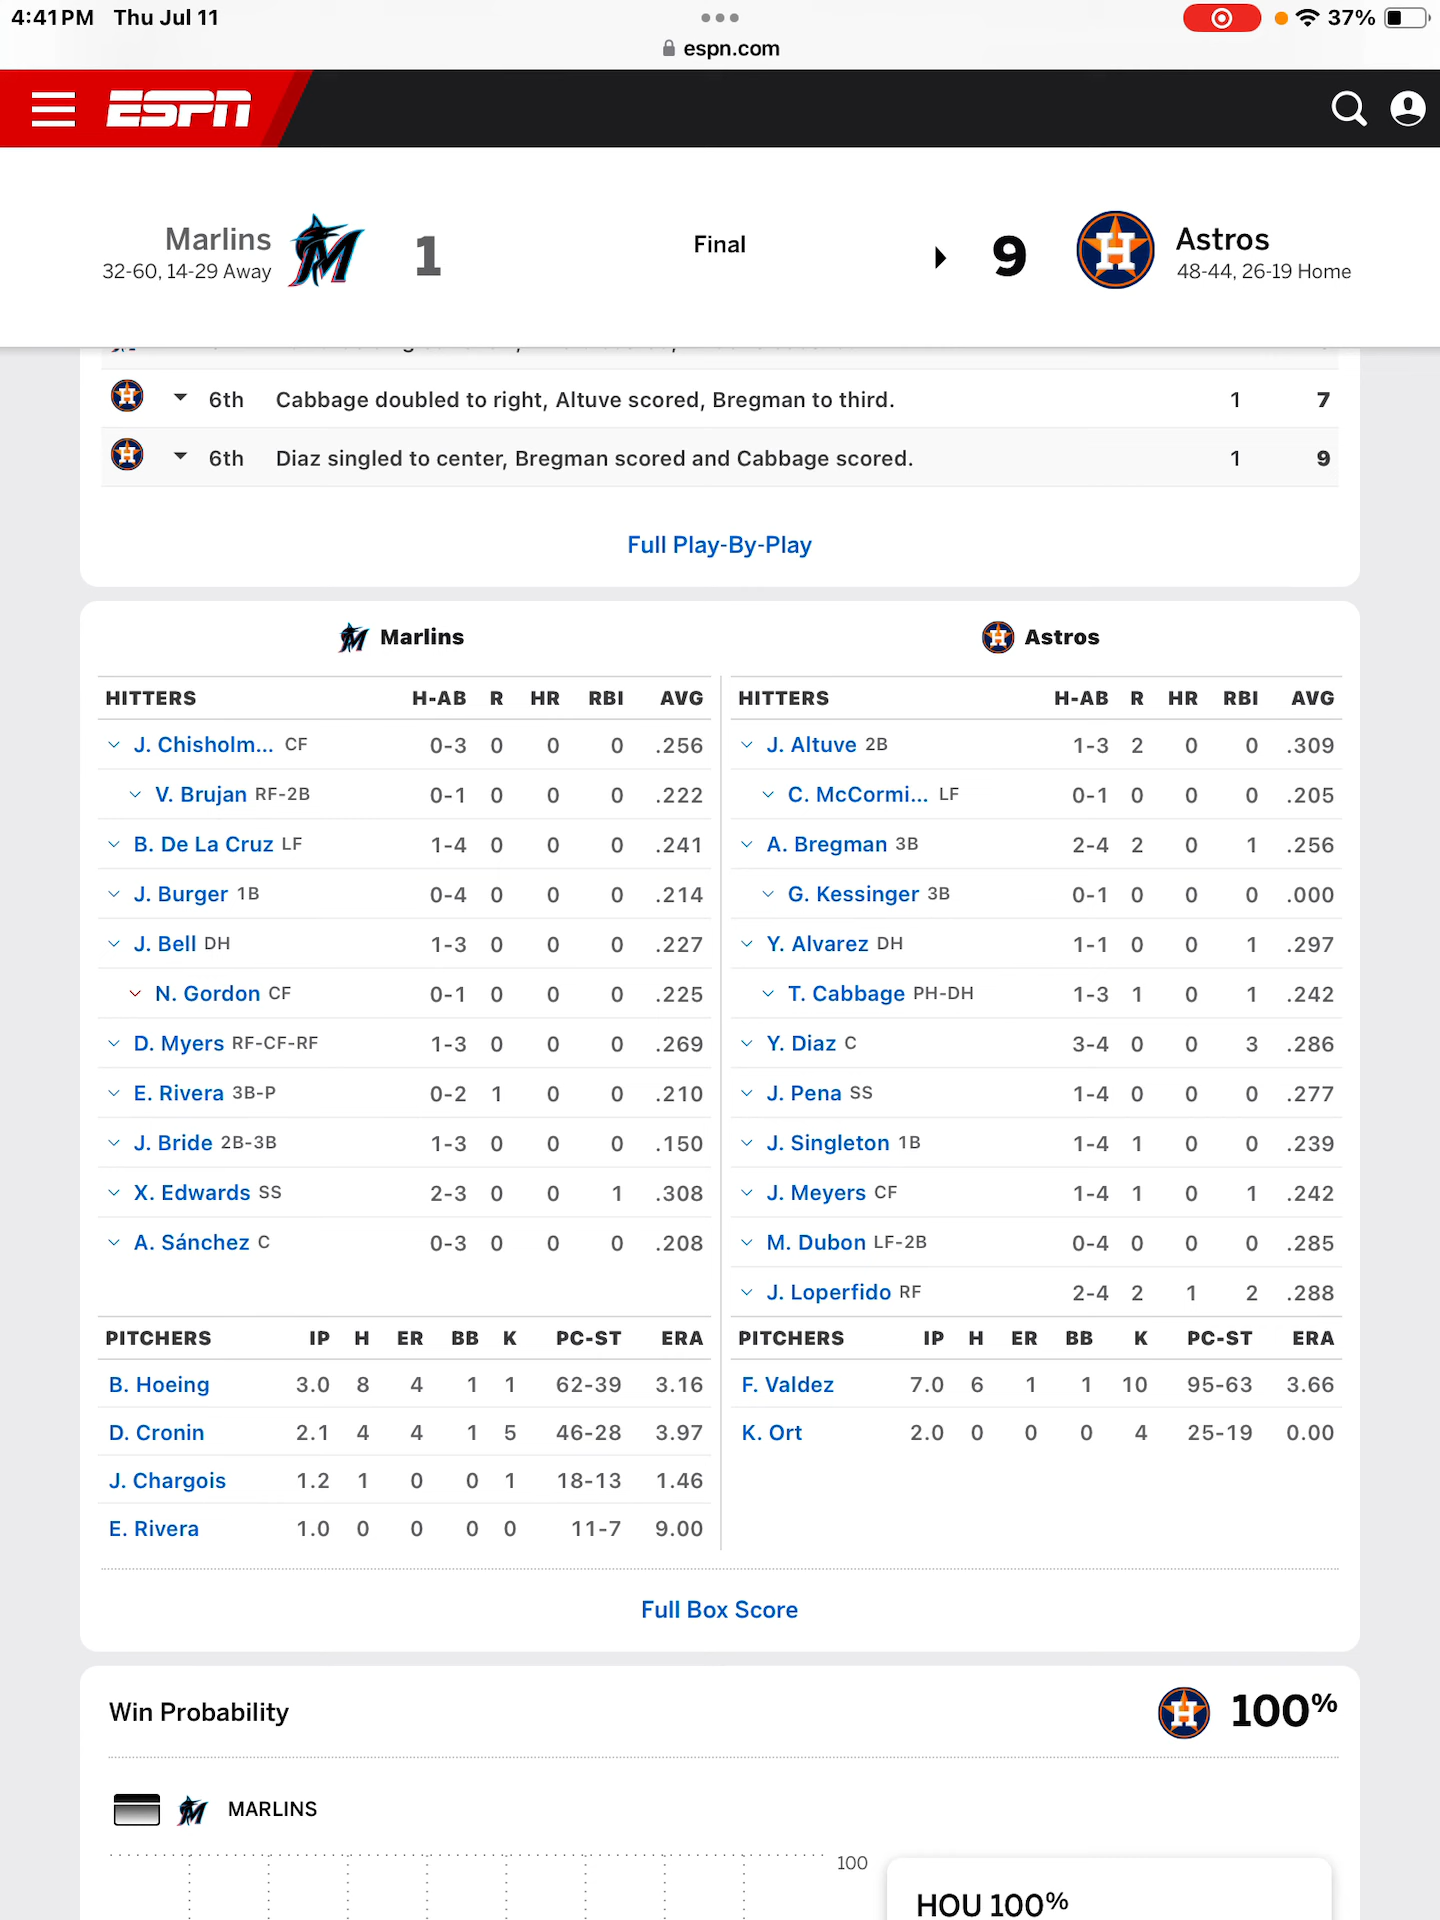 4:41PM Thu Jul 11
37%
espn.com
ESPN
Marlins
32-60, 14-29 Away
1
Final
9
Astros
48-44, 26-19 Home
6th Cabbage doubled to right, Altuve scored, Bregman to third. 1 7
6th Diaz singled to center, Bregman scored and Cabbage scored. 1 9
Full Play-By-Play
Marlins
HITTERS H-AB R HR RBI AVG
J. Chisholm... CF 0-3 0 0 0 .256
V. Brujan RF-2B 0-1 0 0 0 .222
B. De La Cruz LF 1-4 0 0 0 .241
J. Burger 1B 0-4 0 0 0 .214
J. Bell DH 1-3 0 0 0 .227
N. Gordon CF 0-1 0 0 0 .225
D. Myers RF-CF-RF 1-3 0 0 0 .269
E. Rivera 3B-P 0-2 1 0 0 .210
J. Bride 2B-3B 1-3 0 0 0 .150
X. Edwards SS 2-3 0 0 1 .308
A. Sánchez C 0-3 0 0 0 .208
PITCHERS IP H ER BB K PC-ST ERA
B. Hoeing 3.0 8 4 1 1 62-39 3.16
D. Cronin 2.1 4 4 1 5 46-28 3.97
J. Chargois 1.2 1 0 0 1 18-13 1.46
E. Rivera 1.0 0 0 0 0 11-7 9.00
Astros
HITTERS H-AB R HR RBI AVG
J. Altuve 2B 1-3 2 0 0 .309
C. McCormi... LF 0-1 0 0 0 .205
A. Bregman 3B 2-4 2 0 1 .256
G. Kessinger 3B 0-1 0 0 0 .000
Y. Alvarez DH 1-1 0 0 1 .297
T. Cabbage PH-DH 1-3 1 0 1 .242
Y. Diaz C 3-4 0 0 3 .286
J. Pena SS 1-4 0 0 0 .277
J. Singleton 1B 1-4 1 0 0 .239
J. Meyers CF 1-4 1 0 1 .242
M. Dubon LF-2B 0-4 0 0 0 .285
J. Loperfido RF 2-4 2 1 2 .288
PITCHERS IP H ER BB K PC-ST ERA
F. Valdez 7.0 6 1 1 10 95-63 3.66
K. Ort 2.0 0 0 0 4 25-19 0.00
Full Box Score
Win Probability
100%
MARLINS
100
HOU 100%